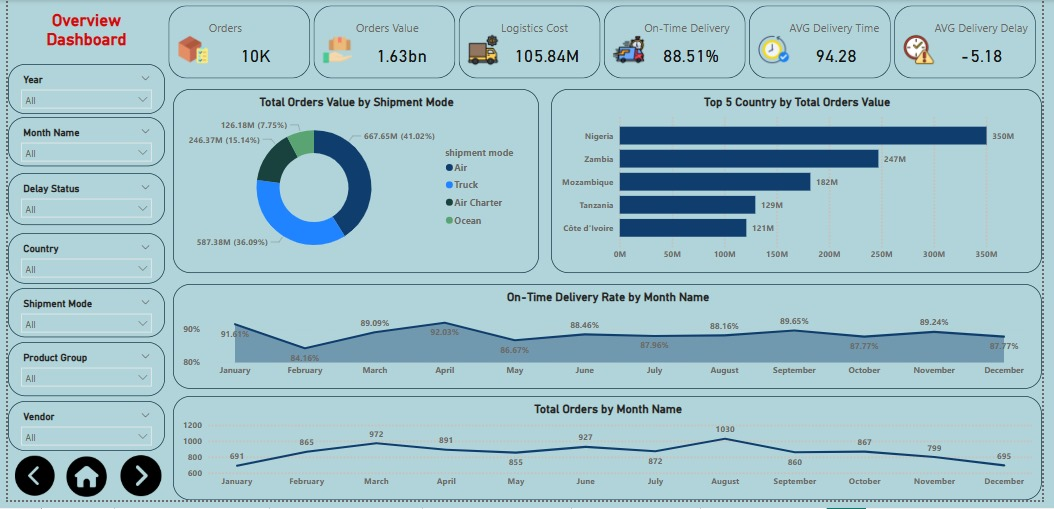 Overview
Dashboard
Orders
10K
Orders Value
1.63bn
Logistics Cost
105.84M
On-Time Delivery
88.51%
AVG Delivery Time
94.28
AVG Delivery Delay
-5.18
Year
All
Month Name
All
Delay Status
All
Country
All
Shipment Mode
All
Product Group
All
Vendor
All
Total Orders Value by Shipment Mode
126.18M (7.75%)
246.37M (15.14%)
667.65M (41.02%)
587.38M (36.09%)
shipment mode
Air
Truck
Air Charter
Ocean
Top 5 Country by Total Orders Value
Nigeria 350M
Zambia 247M
Mozambique 182M
Tanzania 129M
Côte d'Ivoire 121M
0M 50M 100M 150M 200M 250M 300M 350M
On-Time Delivery Rate by Month Name
90%
80%
91.61% 84.16% 89.09% 92.03% 86.67% 88.46% 87.96% 88.16% 89.65% 87.77% 89.24% 87.77%
January February March April May June July August September October November December
Total Orders by Month Name
1200
1000
800
600
691 865 972 891 855 927 872 1030 860 867 799 695
January February March April May June July August September October November December